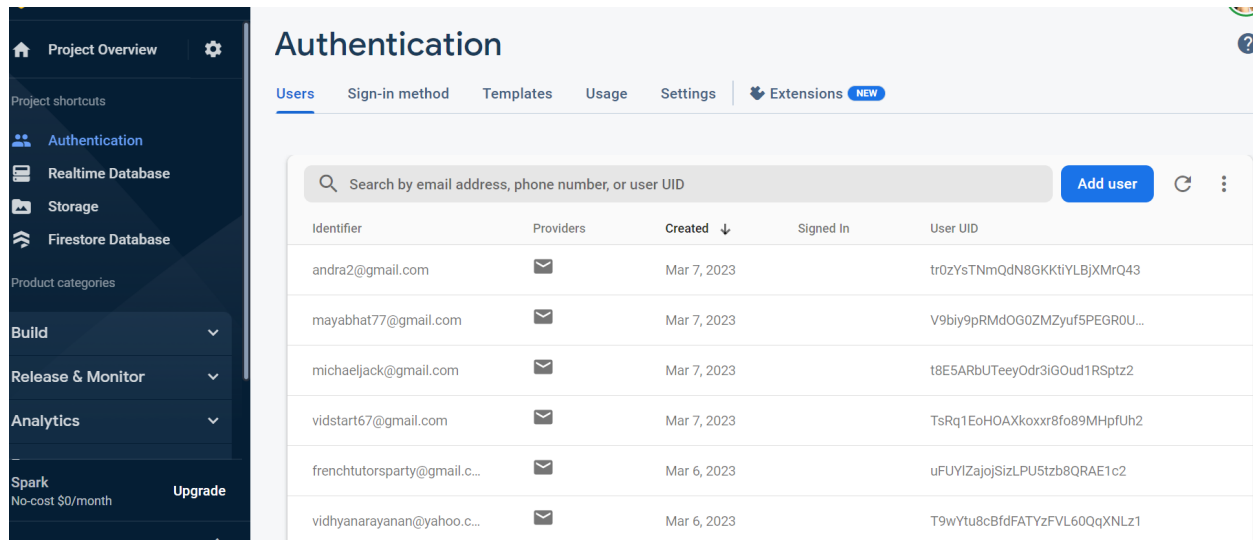 Project Overview
Project shortcuts
Authentication
Realtime Database
Storage
Firestore Database
Product categories
Build
Release & Monitor
Analytics
Spark
No-cost $0/month
Upgrade
Authentication
Users Sign-in method Templates Usage Settings Extensions NEW
Search by email address, phone number, or user UID Add user
Identifier Providers Created Signed In User UID
andra2@gmail.com Mar 7, 2023 tr0zYsTNmQdN8GKKtiYLBjXMrQ43
mayabhat77@gmail.com Mar 7, 2023 V9biy9pRMdOG0ZMZyuf5PEGR0U...
michaeljack@gmail.com Mar 7, 2023 t8E5ARbUTeeyOdr3iGOud1RSptz2
vidstart67@gmail.com Mar 7, 2023 TsRq1EoHOAXkoxxr8fo89MHpfUh2
frenchtutorsparty@gmail.c... Mar 6, 2023 uFUYlZajojSizLPU5tzb8QRAE1c2
vidhyanarayanan@yahoo.c... Mar 6, 2023 T9wYtu8cBfdFATYzFVL60QqXNLz1